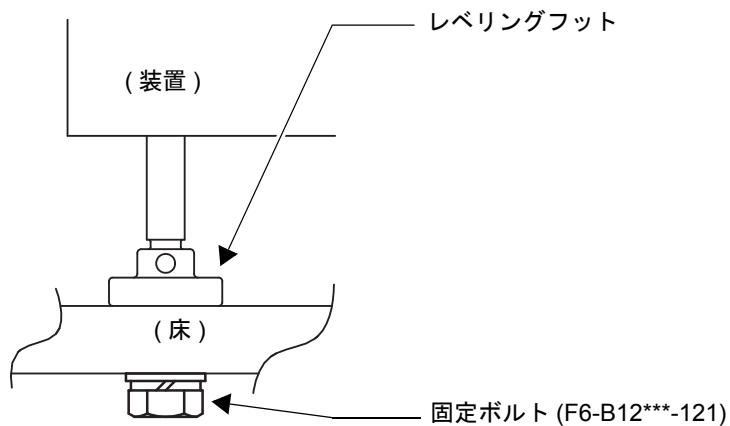 レベリングフット
( 装置 )
( 床 )
固定ボルト (F6-B12***-121)